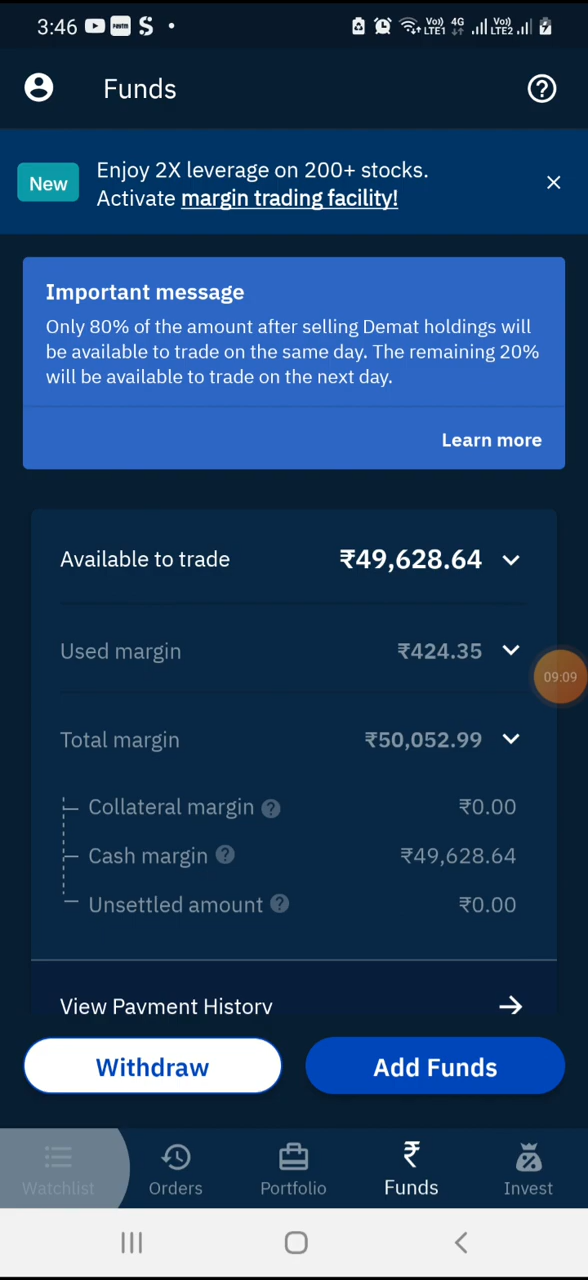 3:46
Funds
New
Enjoy 2X leverage on 200+ stocks.
Activate margin trading facility!
Important message
Only 80% of the amount after selling Demat holdings will
be available to trade on the same day. The remaining 20%
will be available to trade on the next day.
Learn more
Available to trade ₹49,628.64
Used margin ₹424.35
09:09
Total margin ₹50,052.99
Collateral margin ? ₹0.00
Cash margin ? ₹49,628.64
Unsettled amount ? ₹0.00
View Payment History
Withdraw Add Funds
Watchlist Orders Portfolio Funds Invest